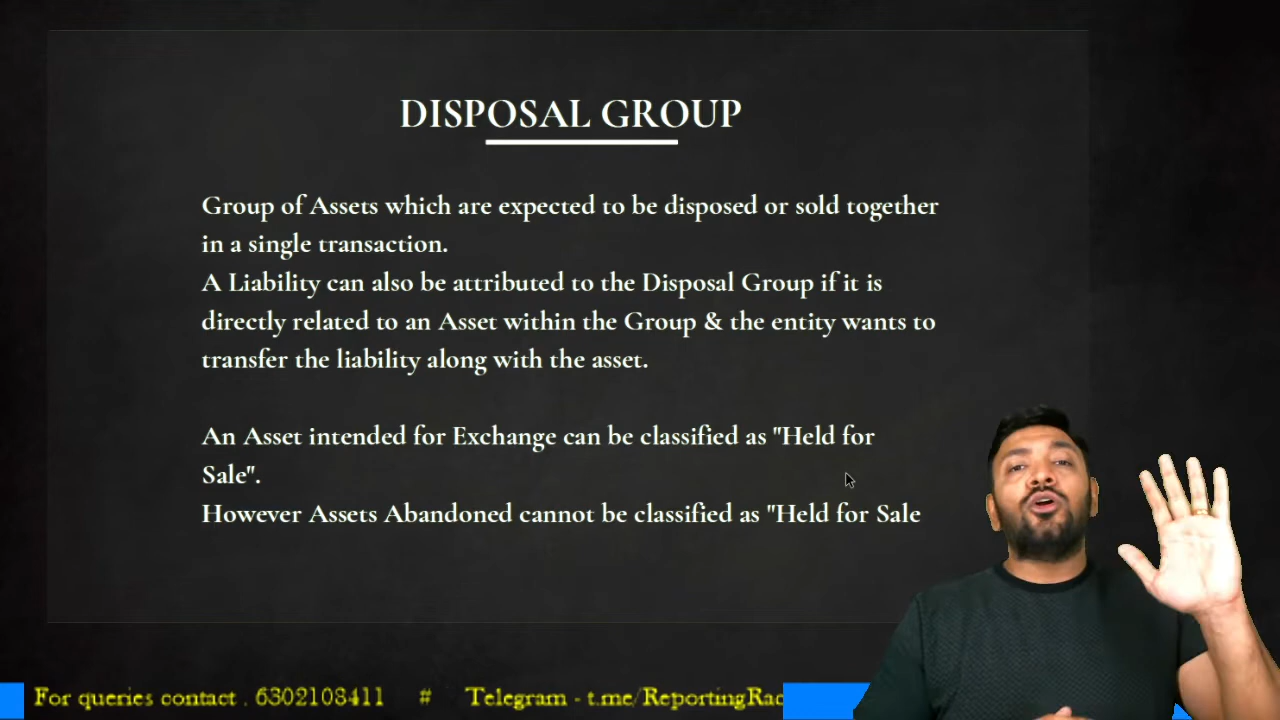 DISPOSAL GROUP
Group of Assets which are expected to be disposed or sold together
in a single transaction.
A Liability can also be attributed to the Disposal Group if it is
directly related to an Asset within the Group & the entity wants to
transfer the liability along with the asset.
An Asset intended for Exchange can be classified as "Held for
Sale".
However Assets Abandoned cannot be classified as "Held for Sale
For queries contact . 6302108411 # Telegram - t.me/ReportingRac